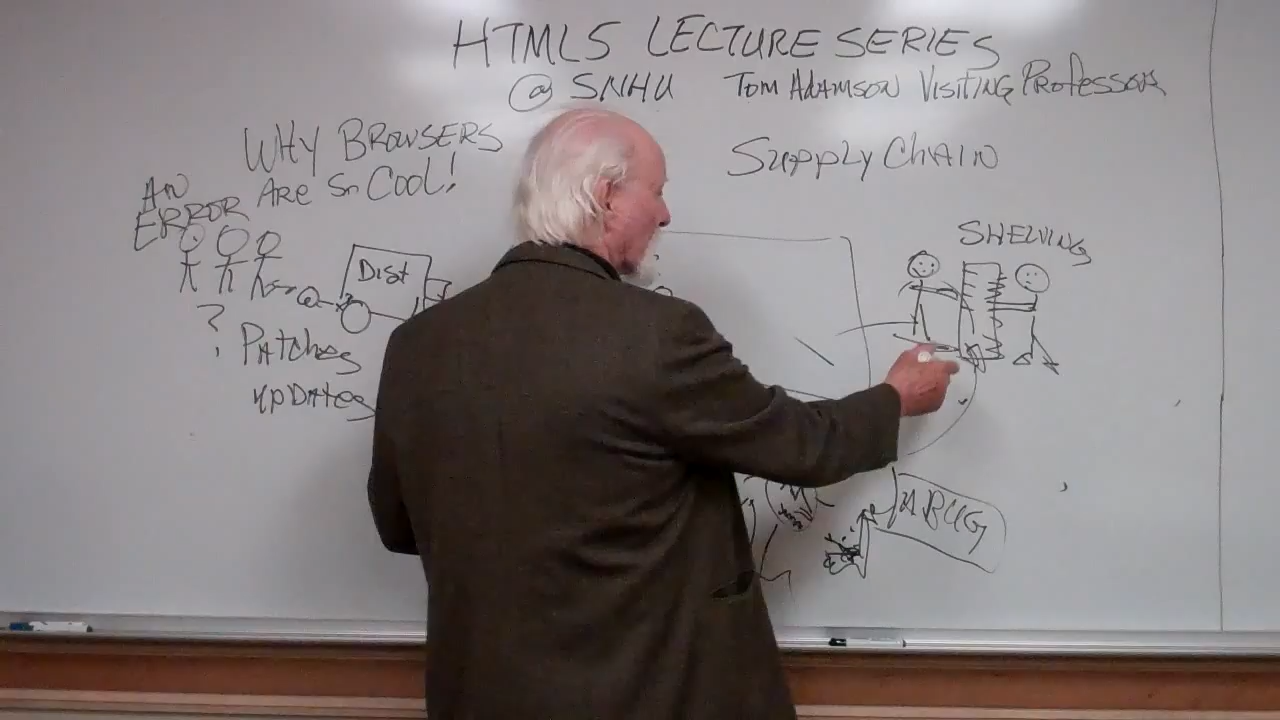 HTML5 LECTURE SERIES
@ SNHU TOM ADAMSON VISITING PROFESSOR
WHY BROWSERS
ARE SO COOL!
SUPPLY CHAIN
AN
ERROR
SHELVING
Dist
?
PATCHES
UPDATES
A BUG